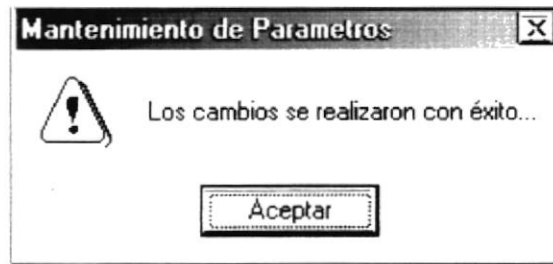 Mantenimiento de Parametros
Los cambios se realizaron con éxito...
Aceptar